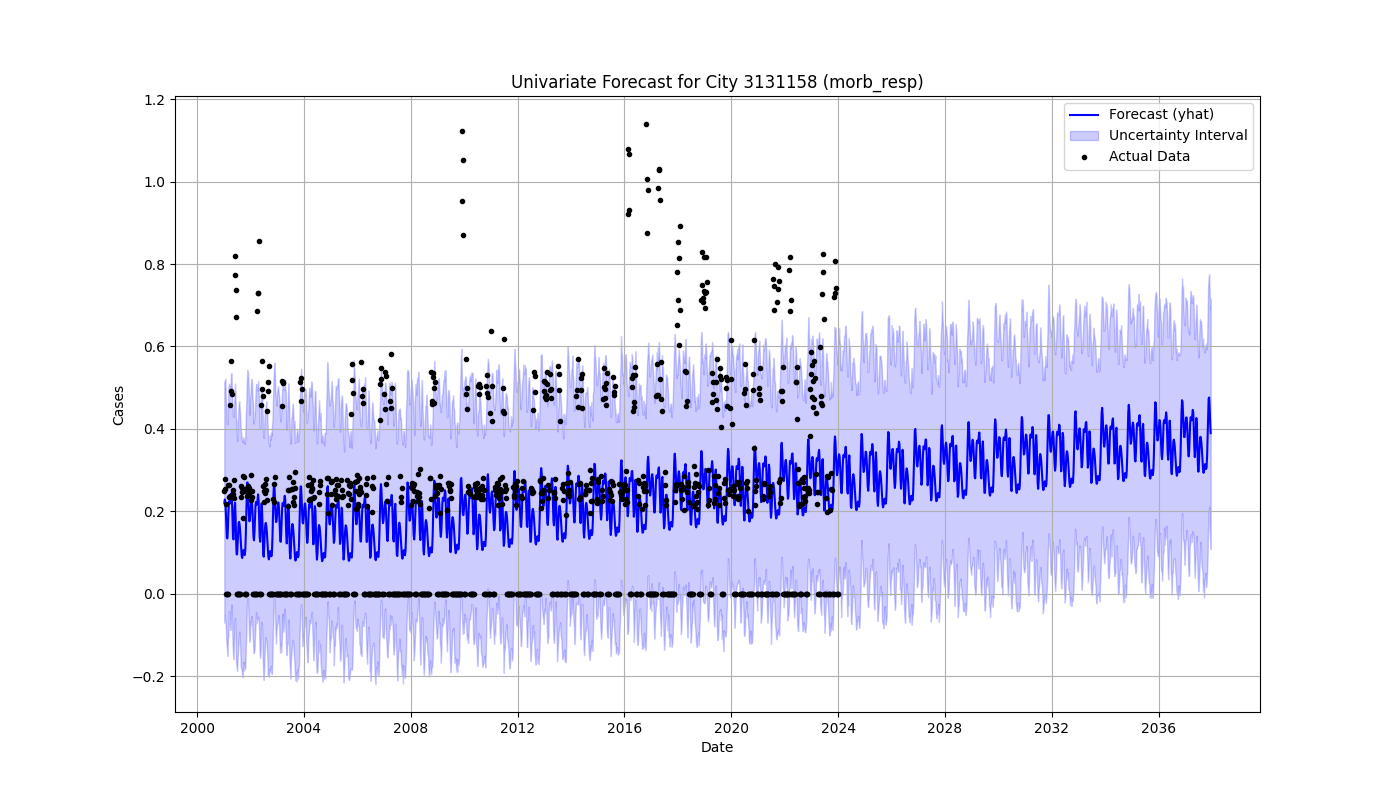 Univariate Forecast for City 3131158 (morb_resp)
Forecast (yhat)
Uncertainty Interval
Actual Data
Cases
1.2
1.0
0.8
0.6
0.4
0.2
0.0
−0.2
2000 2004 2008 2012 2016 2020 2024 2028 2032 2036
Date